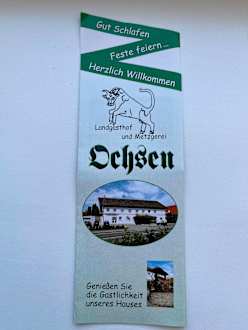 Gut Schlafen
Feste feiern...
Herzlich Willkommen
Landgasthof
und Metzgerei
Ochsen
Genießen Sie
die Gastlichkeit
unseres Hauses